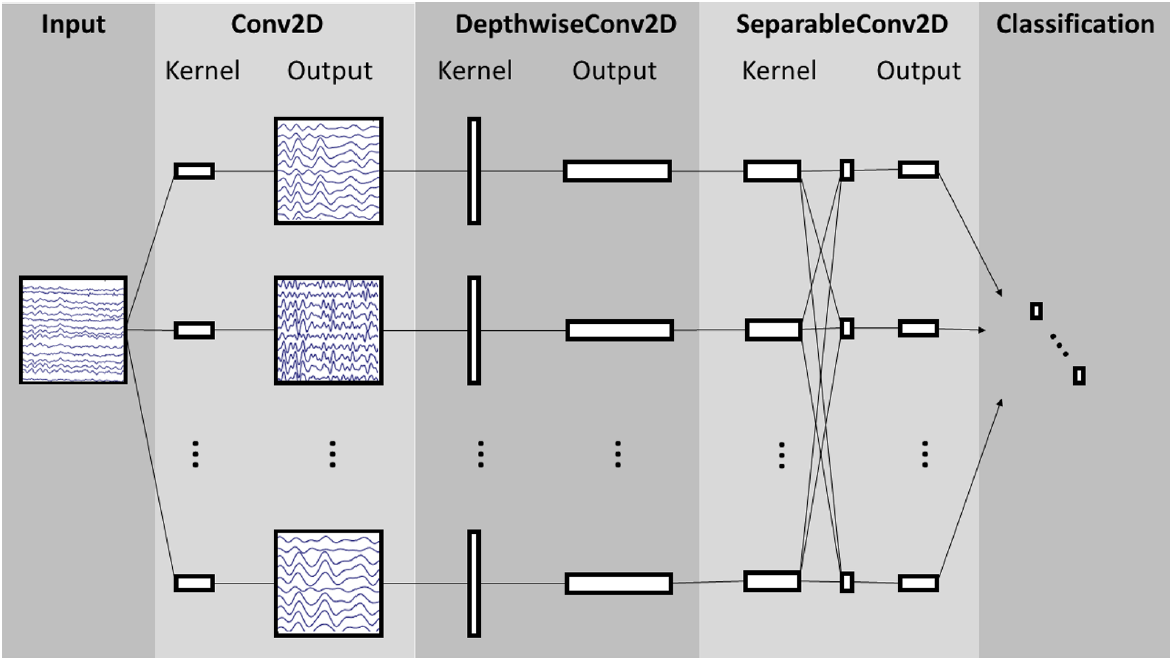 Input Conv2D DepthwiseConv2D SeparableConv2D Classification
Kernel Output Kernel Output Kernel Output